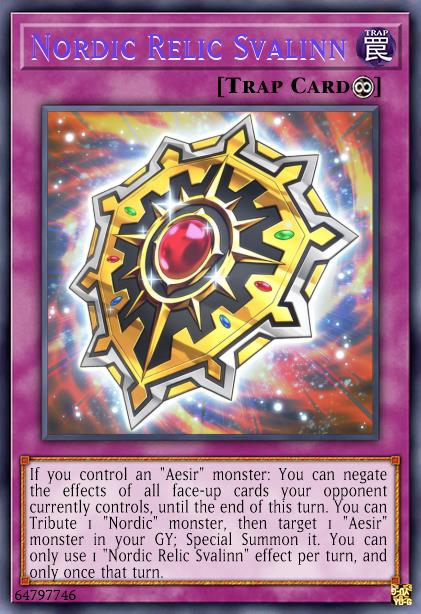 Nordic Relic Svalinn
TRAP
罠
[Trap Card]
If you control an "Aesir" monster: You can negate
the effects of all face-up cards your opponent
currently controls, until the end of this turn. You can
Tribute 1 "Nordic" monster, then target 1 "Aesir"
monster in your GY; Special Summon it. You can
only use 1 "Nordic Relic Svalinn" effect per turn, and
only once that turn.
64797746